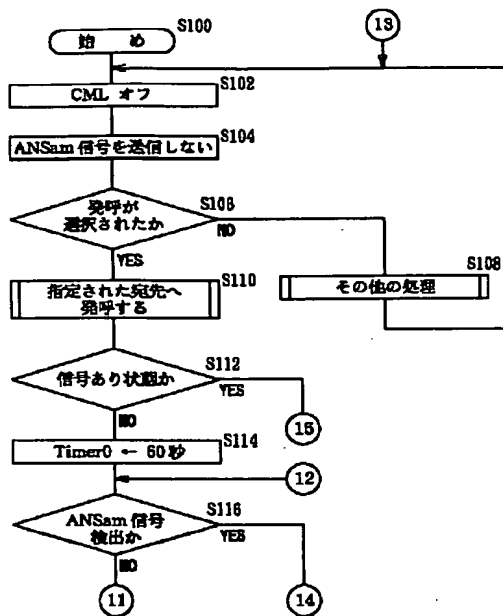 S100
始 め
13
S102
CML オフ
S104
ANSam 信号を送信しない
S106
発呼が
選択されたか
NO
YES
S110
指定された宛先へ
発呼する
S108
その他の処理
S112
信号あり状態か
YES
NO
15
S114
Timer0 ← 60秒
12
S116
ANSam 信号
検出か
YES
NO
11
14